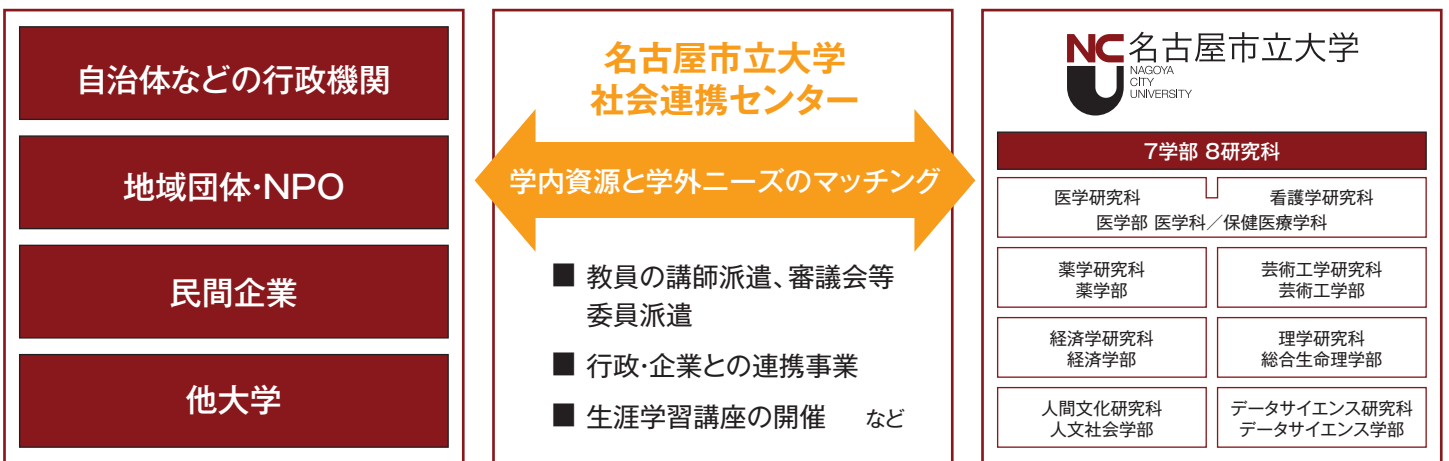 自治体などの行政機関
地域団体・NPO
民間企業
他大学
名古屋市立大学
社会連携センター
学内資源と学外ニーズのマッチング
■ 教員の講師派遣、審議会等
委員派遣
■ 行政・企業との連携事業
■ 生涯学習講座の開催 など
NCU 名古屋市立大学
NAGOYA
CITY
UNIVERSITY
7学部 8研究科
医学研究科 看護学研究科
医学部 医学科／保健医療学科
薬学研究科
薬学部
芸術工学研究科
芸術工学部
経済学研究科
経済学部
理学研究科
総合生命理学部
人間文化研究科
人文社会学部
データサイエンス研究科
データサイエンス学部